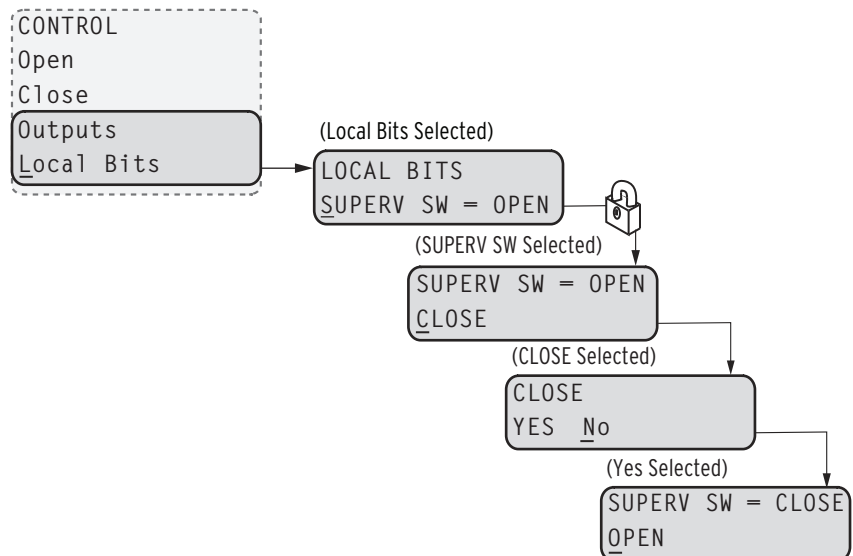 CONTROL
Open
Close
Outputs
Local Bits
(Local Bits Selected)
LOCAL BITS
SUPERV SW = OPEN
(SUPERV SW Selected)
SUPERV SW = OPEN
CLOSE
(CLOSE Selected)
CLOSE
YES No
(Yes Selected)
SUPERV SW = CLOSE
OPEN